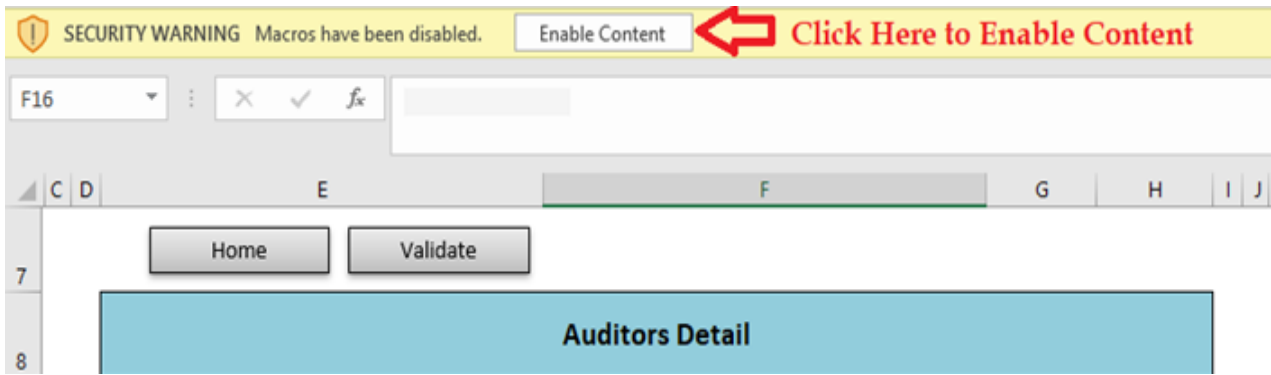 SECURITY WARNING Macros have been disabled. Enable Content Click Here to Enable Content
F16 fx
C D E F G H I J
Home Validate
7
Auditors Detail
8